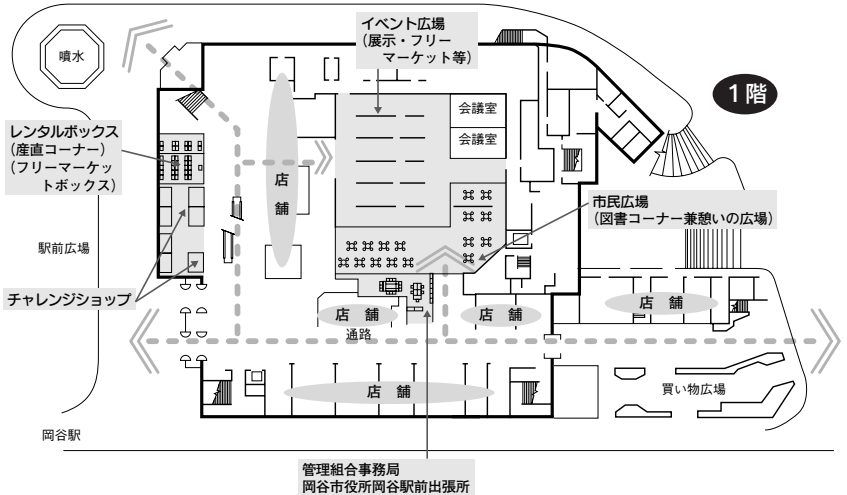 イベント広場
（展示・フリー
マーケット等）
噴水
1階
会議室
会議室
レンタルボックス
（産直コーナー）
（フリーマーケッ
トボックス）
店
舗
市民広場
（図書コーナー兼憩いの広場）
駅前広場
チャレンジショップ
店　舗
店　舗
店　舗
通路
店　舗
買い物広場
岡谷駅
管理組合事務局
岡谷市役所岡谷駅前出張所